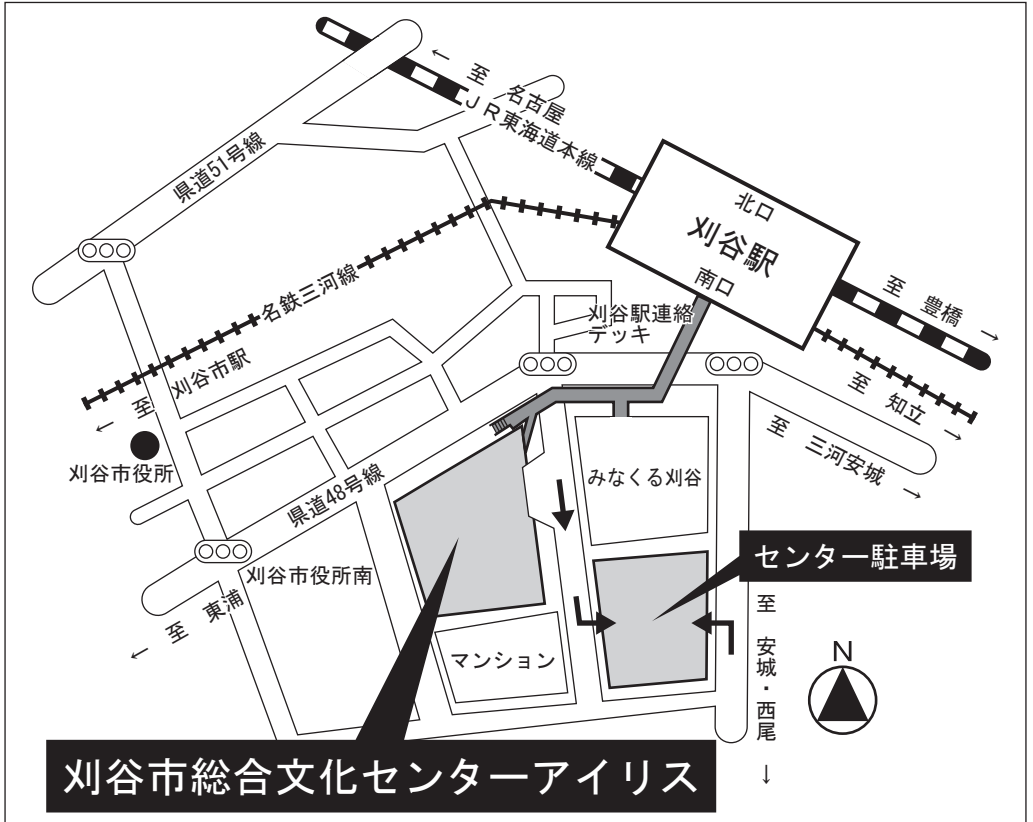 ← 至 名古屋
ＪＲ東海道本線
県道51号線
北口
刈谷駅
南口
名鉄三河線
刈谷駅連絡
デッキ
至 豊橋 →
← 至 刈谷市駅
至 知立 →
刈谷市役所
県道48号線
みなくる刈谷
至 三河安城 →
刈谷市役所南
センター駐車場
← 至 東浦
マンション
至 安城・西尾 ↓
N
刈谷市総合文化センターアイリス